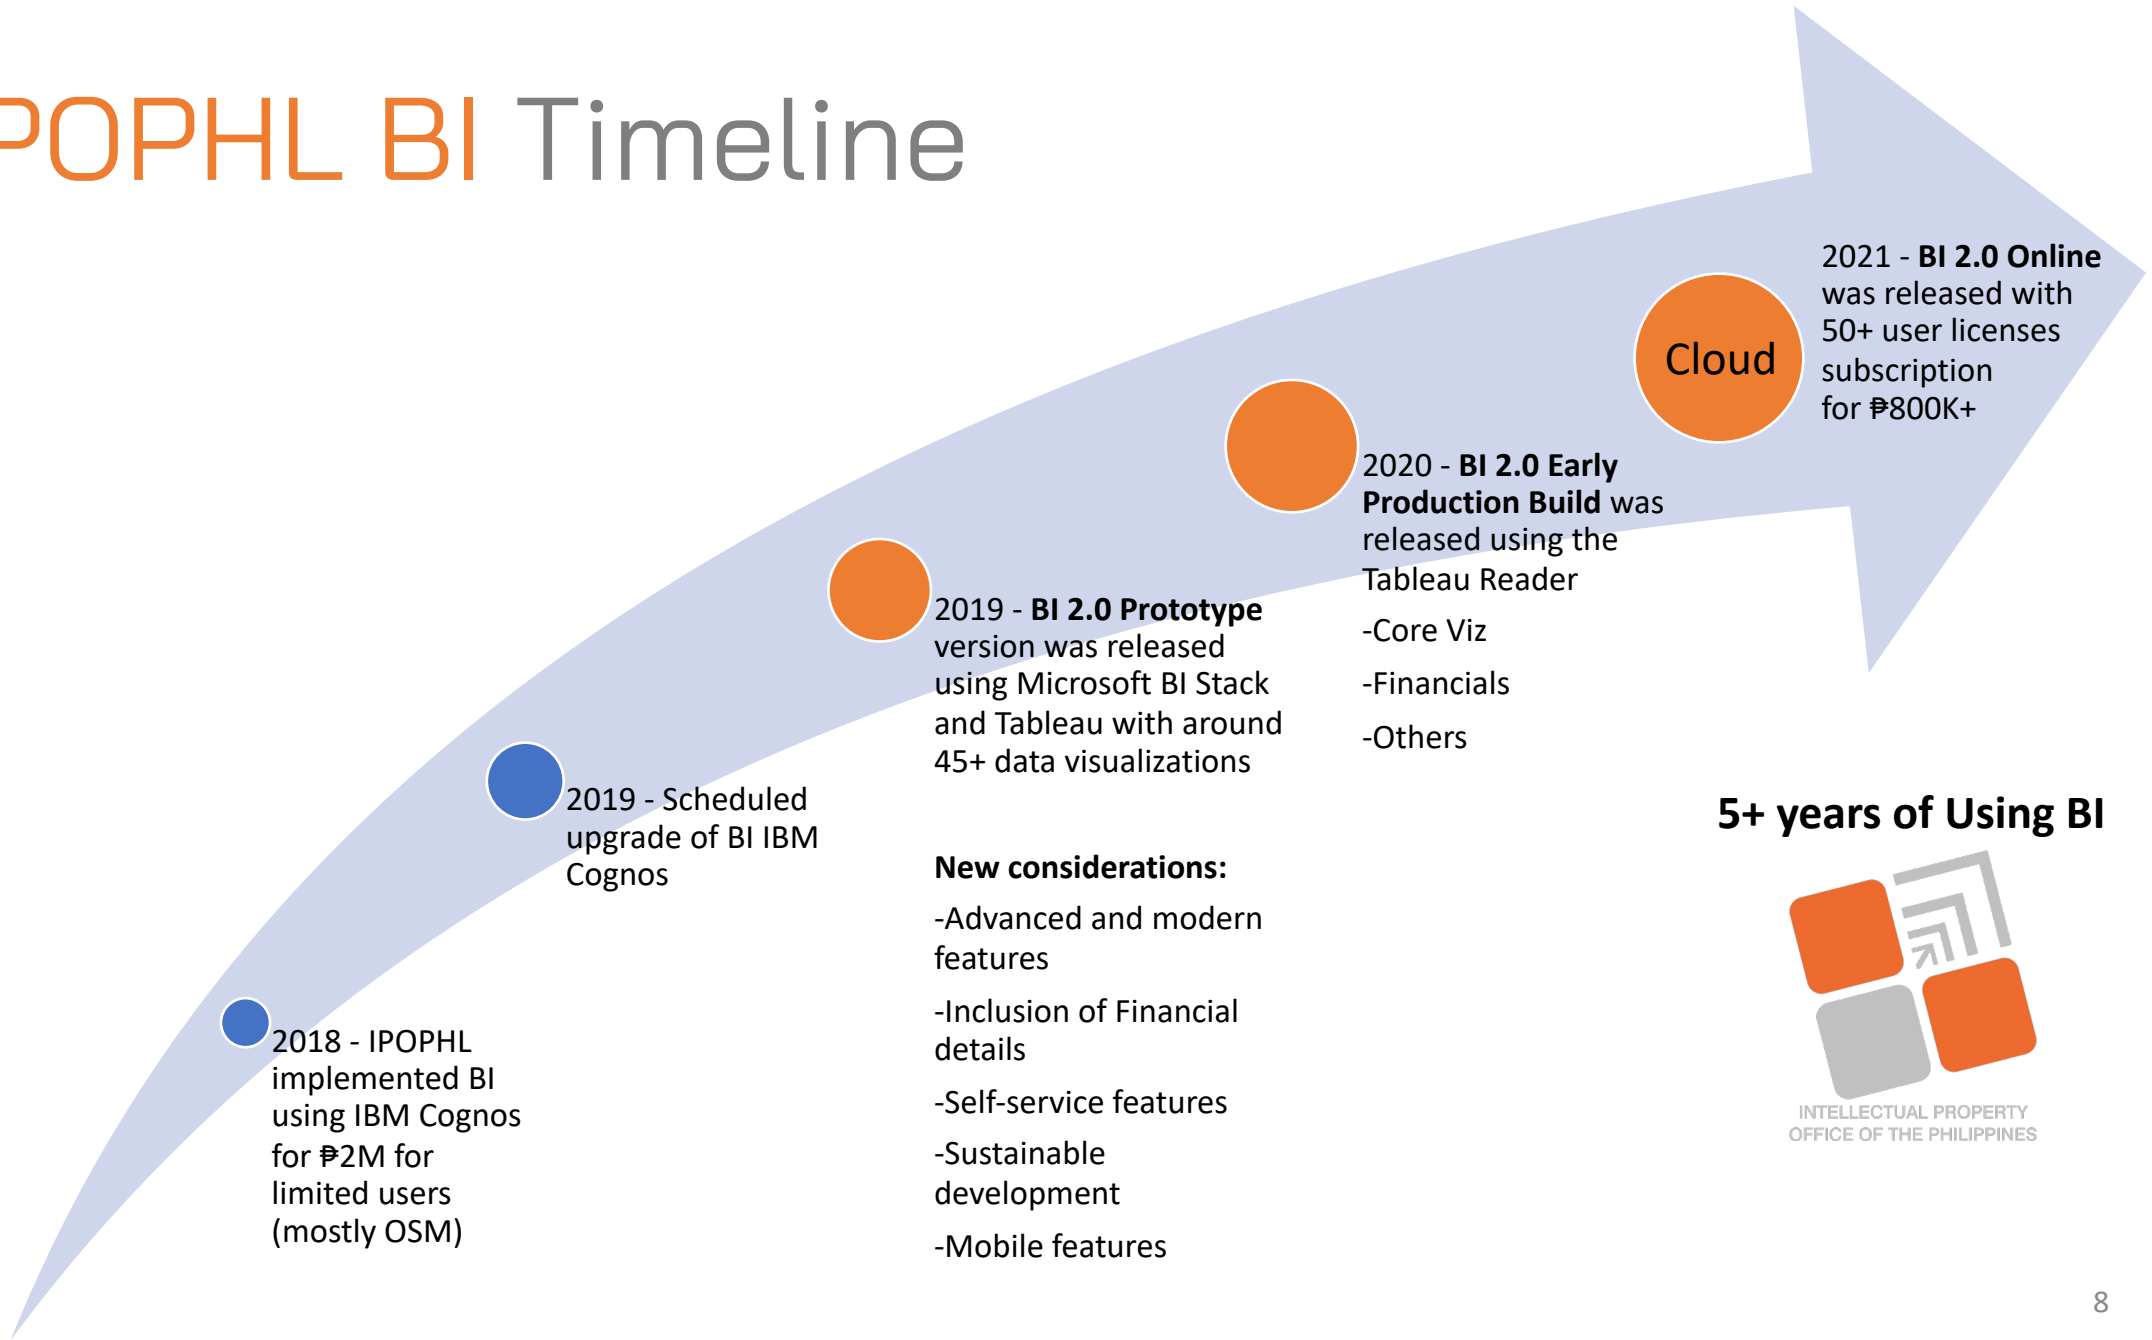 POPHL BI Timeline
2021 - BI 2.0 Online
was released with
50+ user licenses
subscription
for ₱800K+
Cloud
2020 - BI 2.0 Early
Production Build was
released using the
Tableau Reader
-Core Viz
-Financials
-Others
2019 - BI 2.0 Prototype
version was released
using Microsoft BI Stack
and Tableau with around
45+ data visualizations
New considerations:
-Advanced and modern
features
-Inclusion of Financial
details
-Self-service features
-Sustainable
development
-Mobile features
2019 - Scheduled
upgrade of BI IBM
Cognos
2018 - IPOPHL
implemented BI
using IBM Cognos
for ₱2M for
limited users
(mostly OSM)
5+ years of Using BI
INTELLECTUAL PROPERTY
OFFICE OF THE PHILIPPINES
8